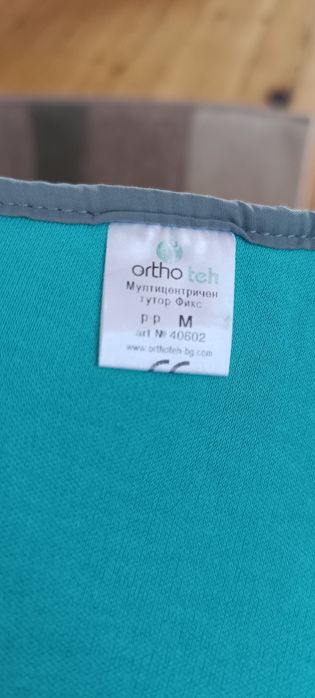 ortho teh
Мултицентричен
тутор Фикс
р-р M
art № 40602
www.orthoteh-bg.com
CE